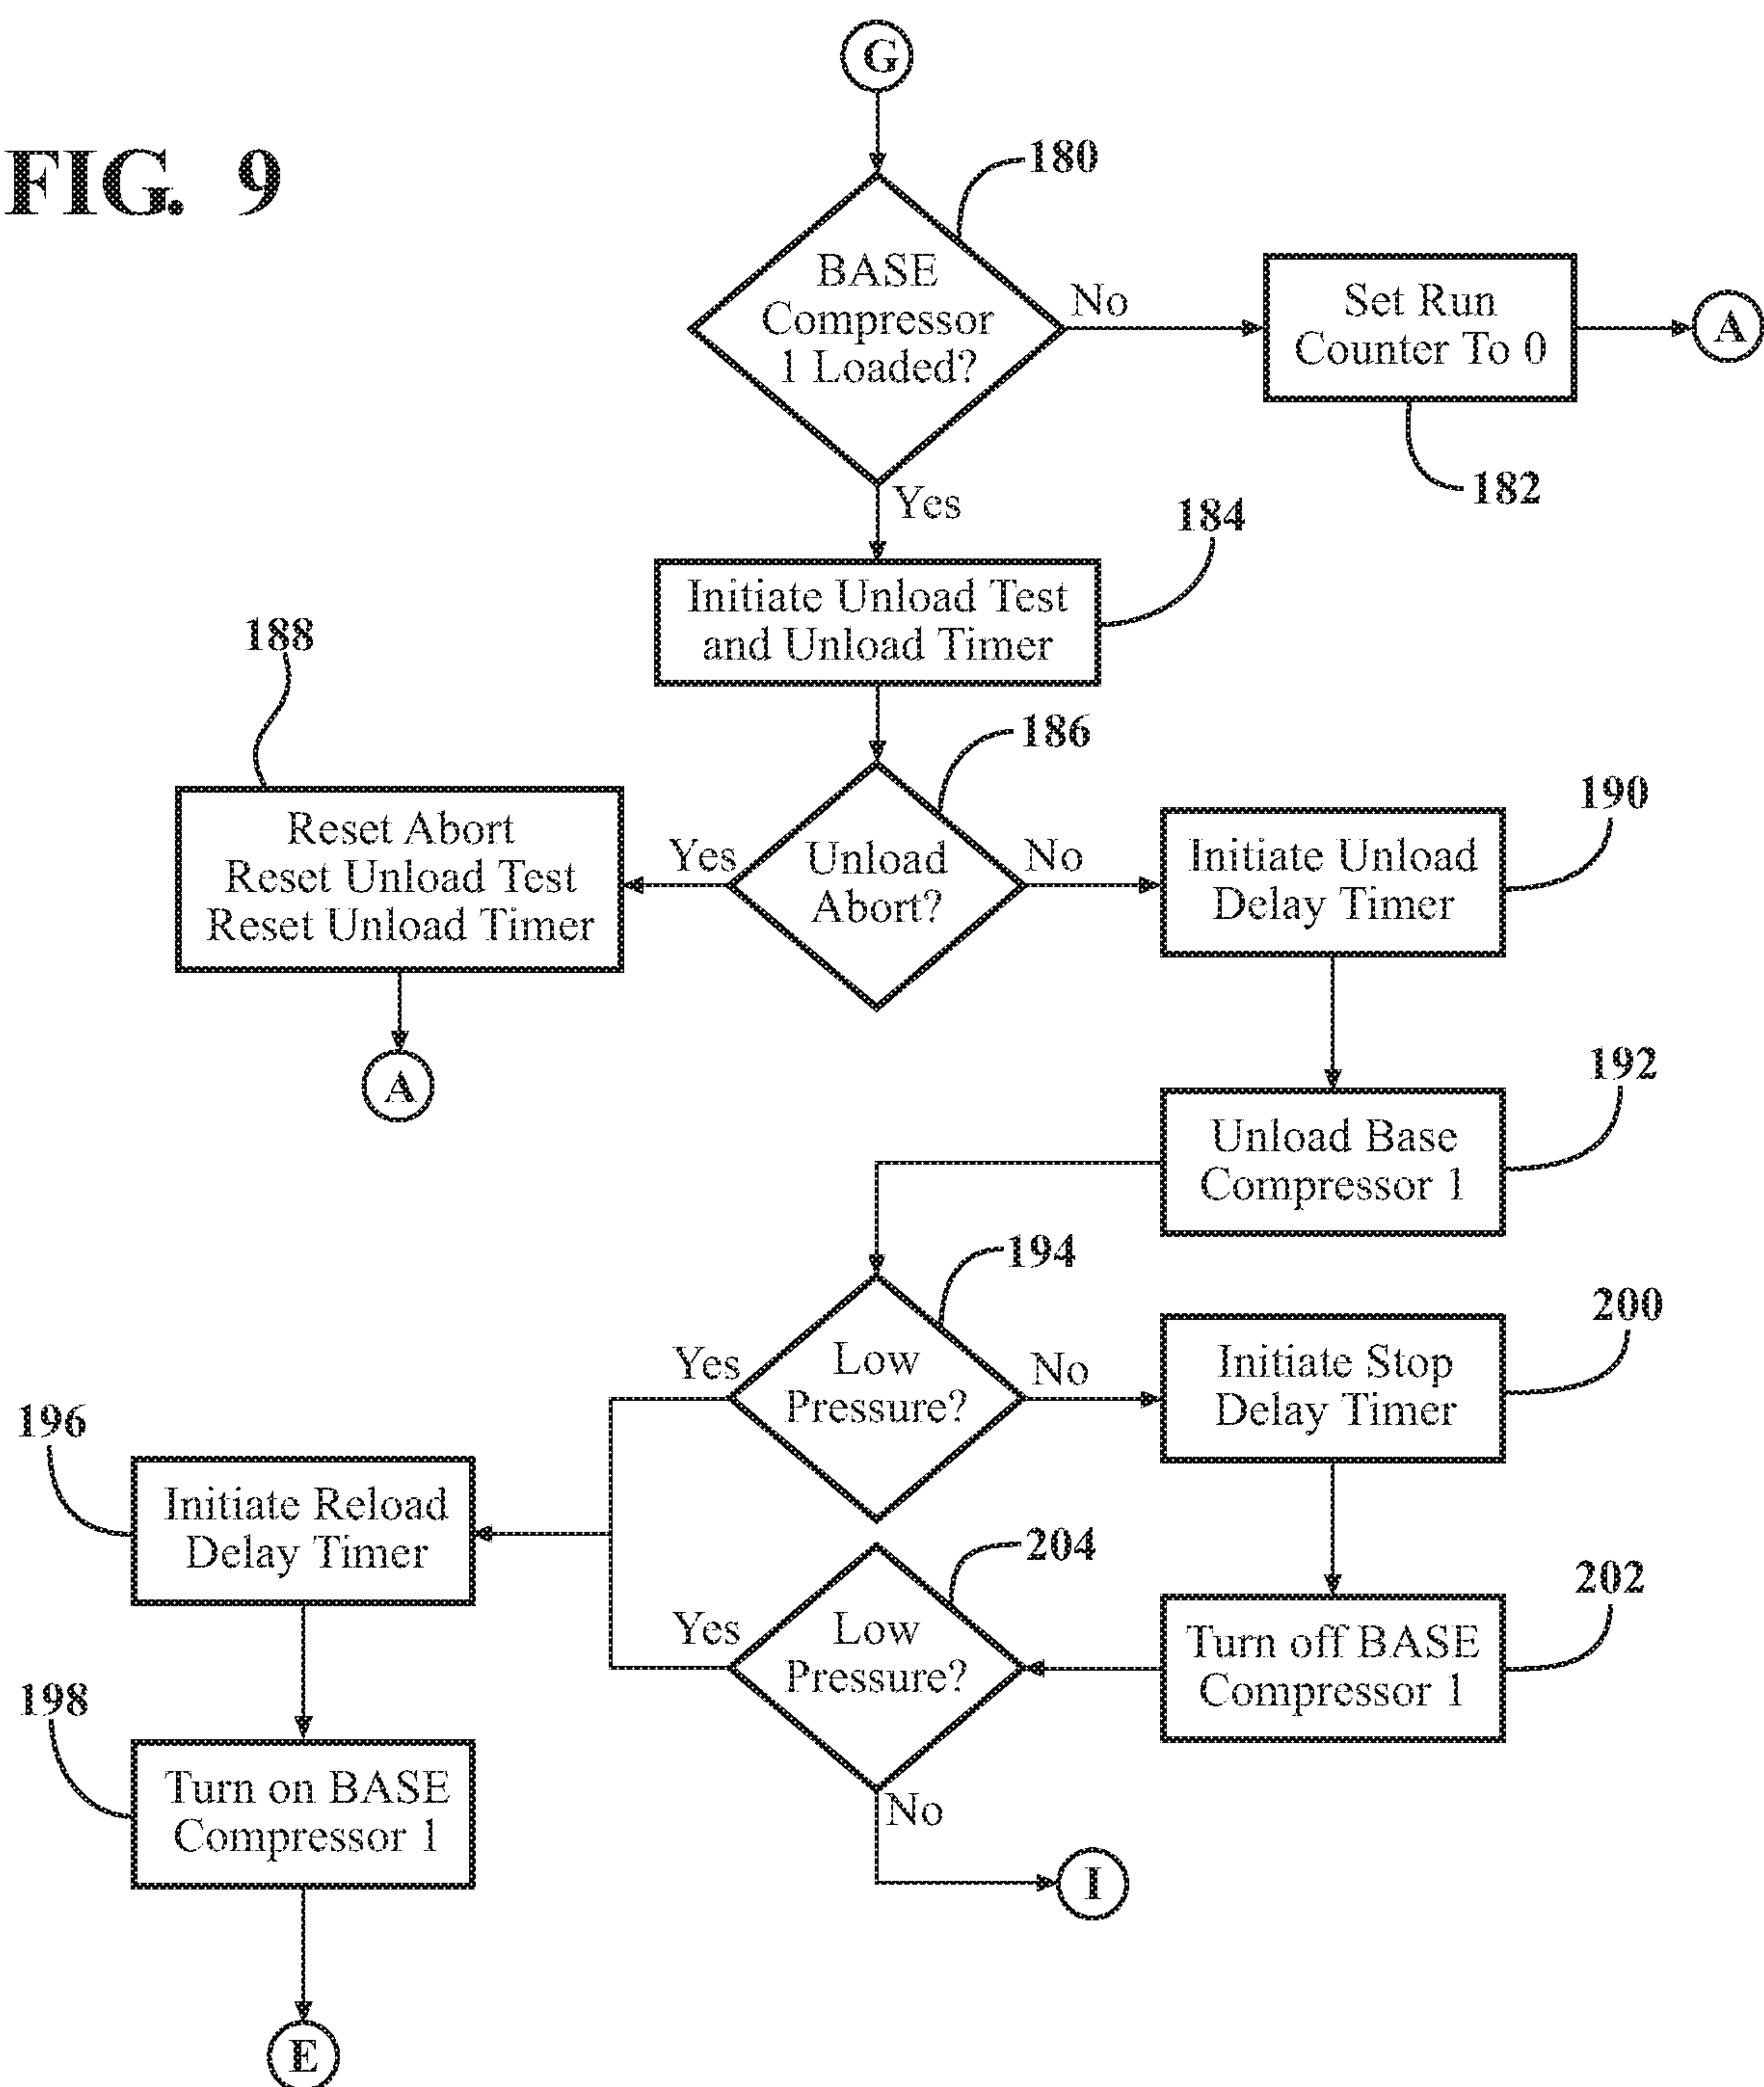 G
FIG. 9
180
BASE
Compressor
1 Loaded?
No
Set Run
Counter To 0
A
182
Yes
184
Initiate Unload Test
and Unload Timer
188
186
190
Reset Abort
Reset Unload Test
Reset Unload Timer
Yes
Unload
Abort?
No
Initiate Unload
Delay Timer
A
192
Unload Base
Compressor 1
194
200
Yes
Low
Pressure?
No
Initiate Stop
Delay Timer
196
Initiate Reload
Delay Timer
204
202
Yes
Low
Pressure?
Turn off BASE
Compressor 1
198
Turn on BASE
Compressor 1
No
I
E